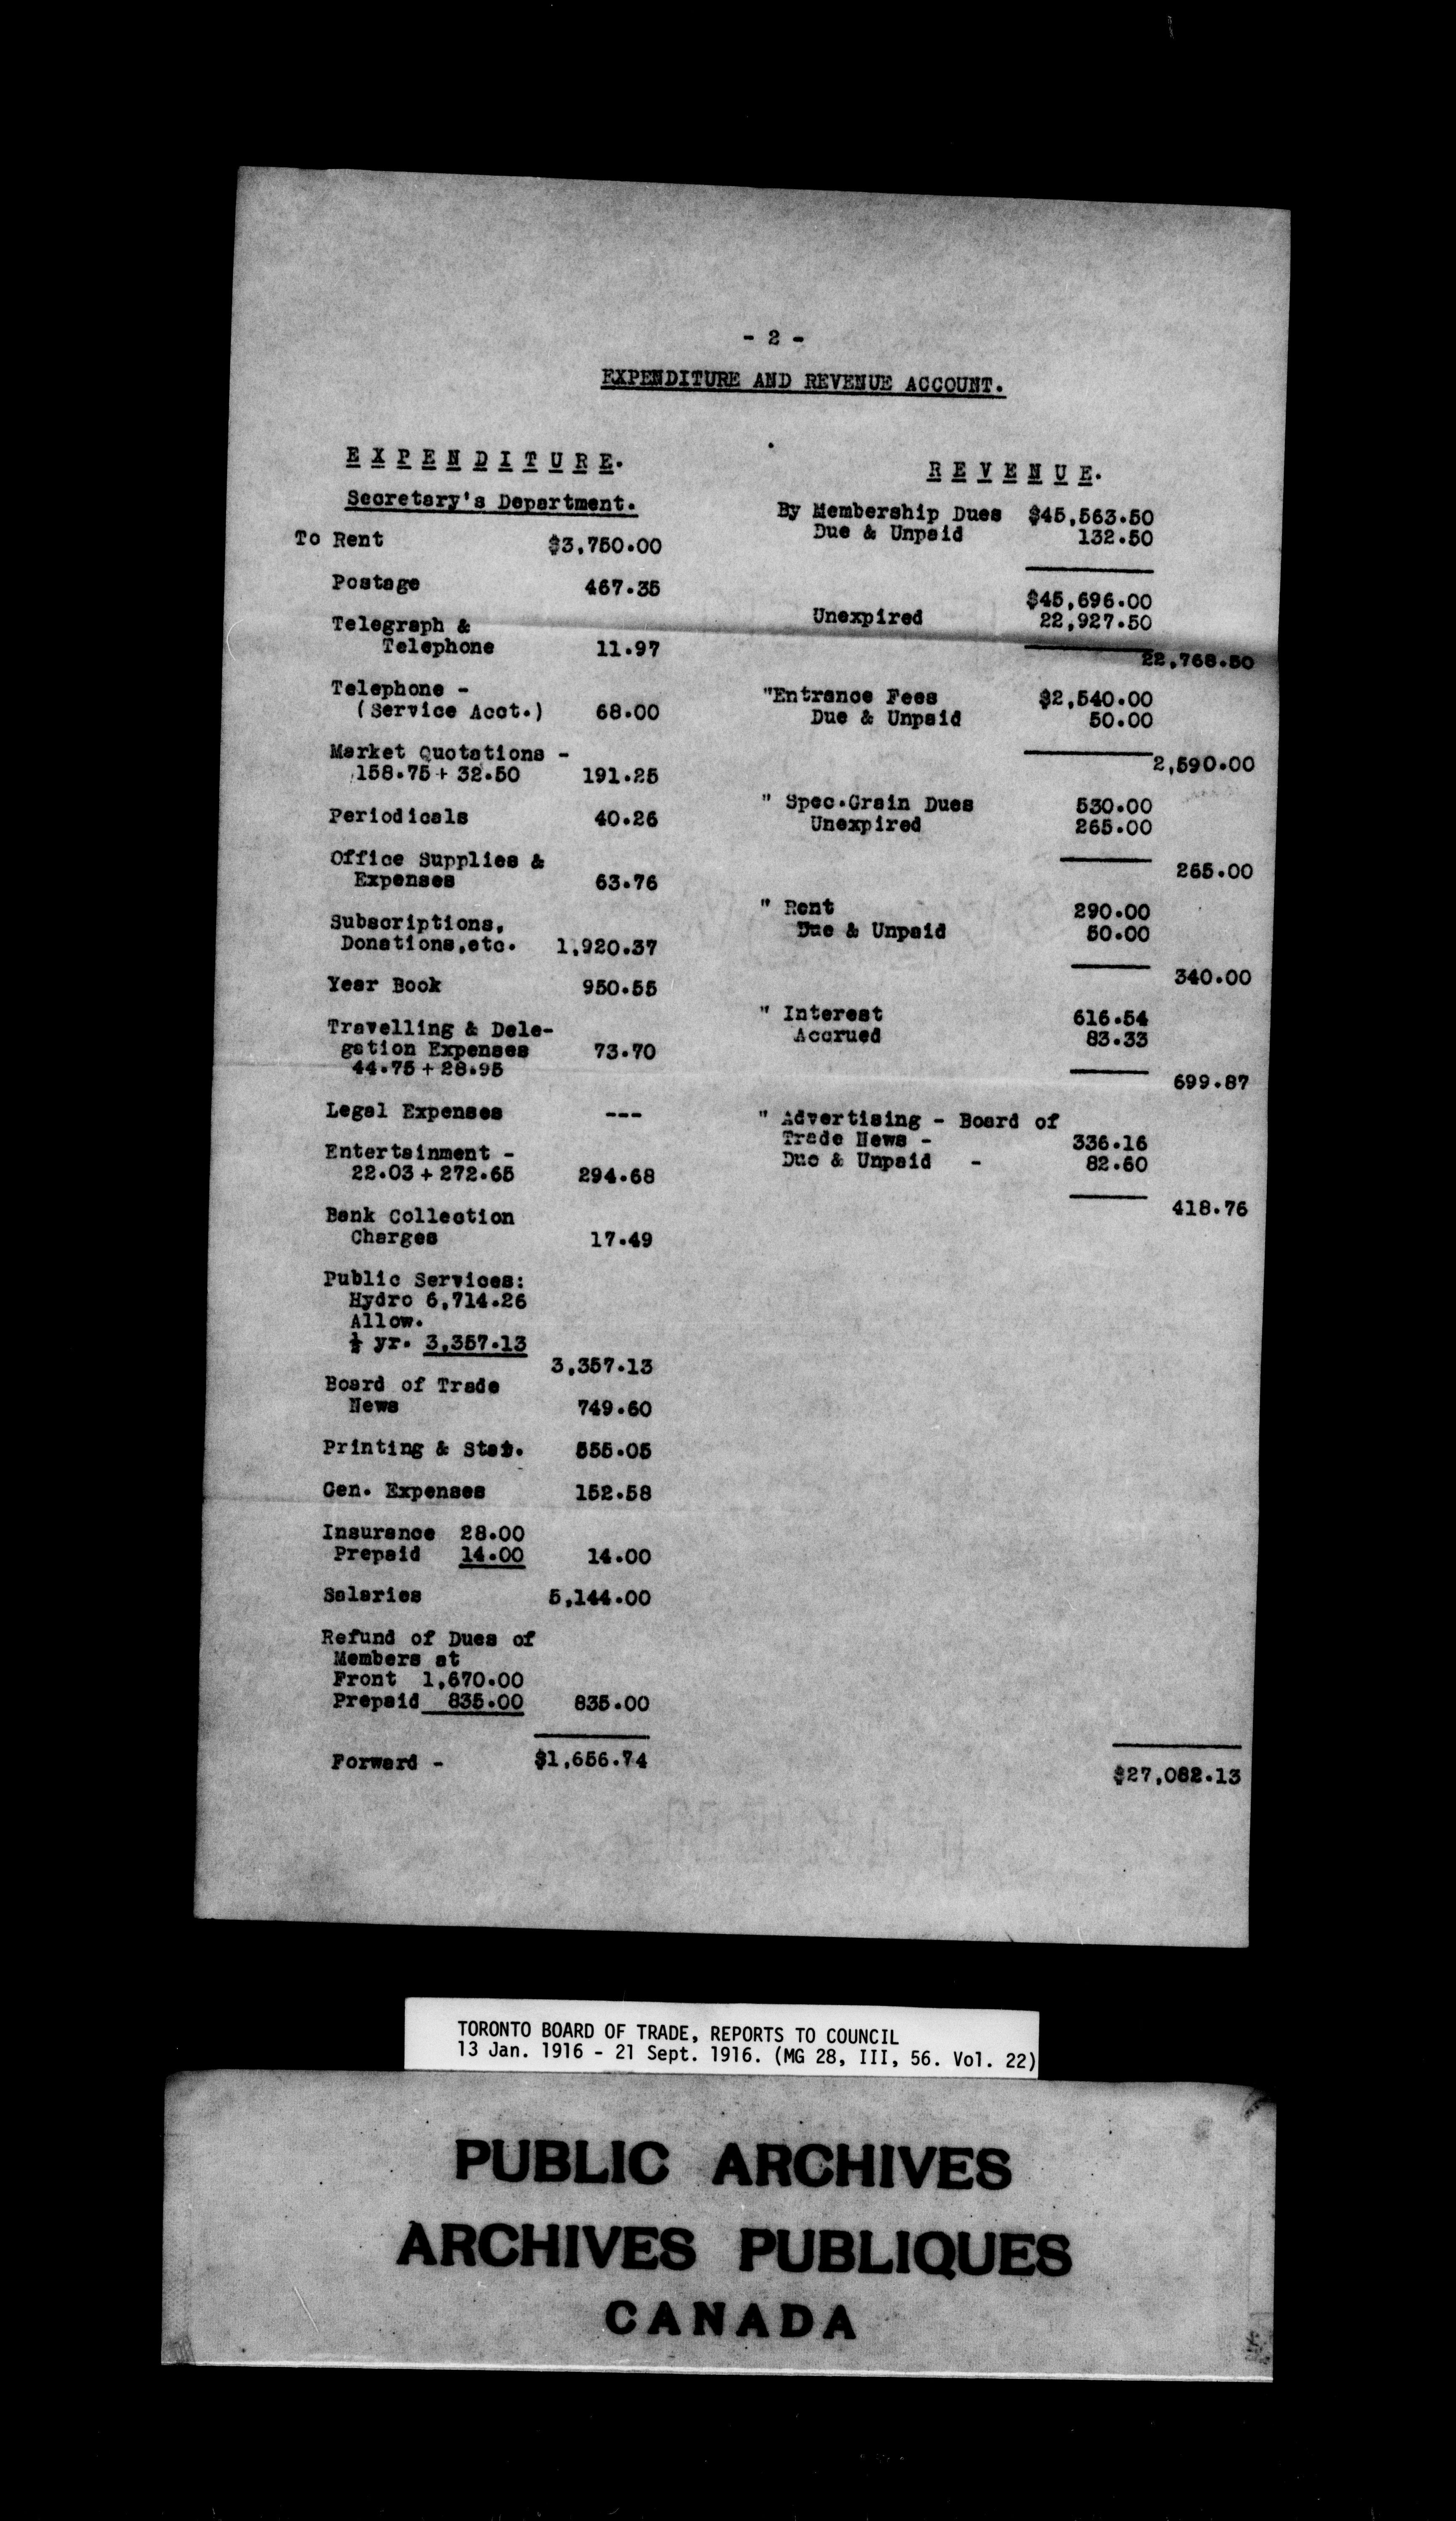 - 2 -
EXPENDITURE AND REVENUE ACCOUNT.
EXPENDITURE.
Secretary's Department.
To Rent $3,750.00
Postage 467.35
Telegraph &
Telephone 11.97
Telephone -
(Service Acct.) 68.00
Market Quotations -
158.75 + 32.50 191.25
Periodicals 40.26
Office Supplies &
Expenses 63.76
Subscriptions,
Donations,etc. 1,920.37
Year Book 950.55
Travelling & Dele-
gation Expenses 73.70
44.75 + 28.95
Legal Expenses ---
Entertainment -
22.03 + 272.65 294.68
Bank Collection
Charges 17.49
Public Services:
Hydro 6,714.26
Allow.
½ yr. 3,357.13
3,357.13
Board of Trade
News 749.60
Printing & Stat. 555.05
Gen. Expenses 152.58
Insurance 28.00
Prepaid 14.00 14.00
Salaries 5,144.00
Refund of Dues of
Members at
Front 1,670.00
Prepaid 835.00 835.00
Forward - $1,656.74
REVENUE.
By Membership Dues $45,563.50
Due & Unpaid 132.50
$45,696.00
Unexpired 22,927.50
22,768.50
"Entrance Fees $2,540.00
Due & Unpaid 50.00
2,590.00
" Spec.Grain Dues 530.00
Unexpired 265.00
265.00
" Rent 290.00
Due & Unpaid 50.00
340.00
" Interest 616.54
Accrued 83.33
699.87
" Advertising - Board of
Trade News - 336.16
Due & Unpaid - 82.60
418.76
$27,082.13
TORONTO BOARD OF TRADE, REPORTS TO COUNCIL
13 Jan. 1916 - 21 Sept. 1916. (MG 28, III, 56. Vol. 22)
PUBLIC ARCHIVES
ARCHIVES PUBLIQUES
CANADA